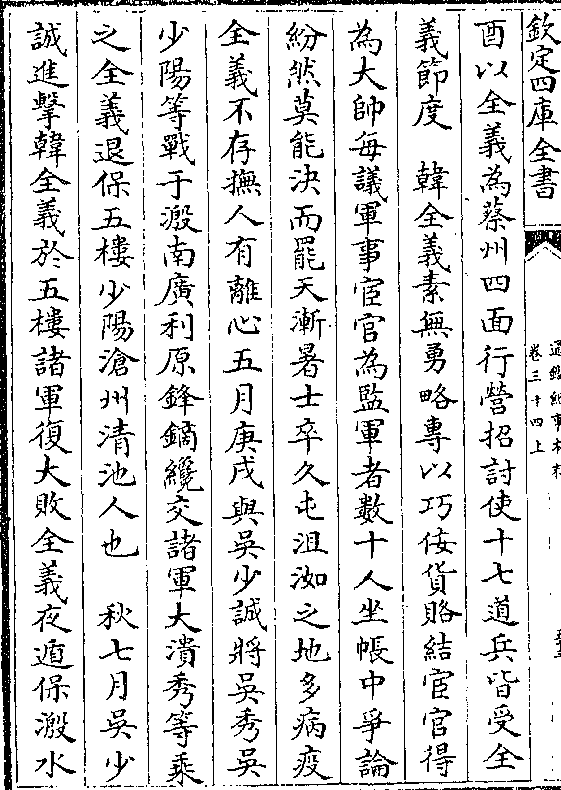 欽定四庫全書
通鑑紀事本末
卷三十四上
酉以全義為蔡州四面行營招討使十七道兵皆受全
義節度　韓全義素無勇略專以巧佞貨賂結宦官得
為大帥每議軍事宦官為監軍者數十人坐帳中爭論
紛然莫能決而罷天漸暑士卒久屯沮洳之地多病疫
全義不存撫人有離心五月庚戌與吳少誠將吳秀吳
少陽等戰于溵南廣利原鋒鏑纔交諸軍大潰秀等乘
之全義退保五樓少陽滄州清池人也　秋七月吳少
誠進擊韓全義於五樓諸軍復大敗全義夜遁保溵水